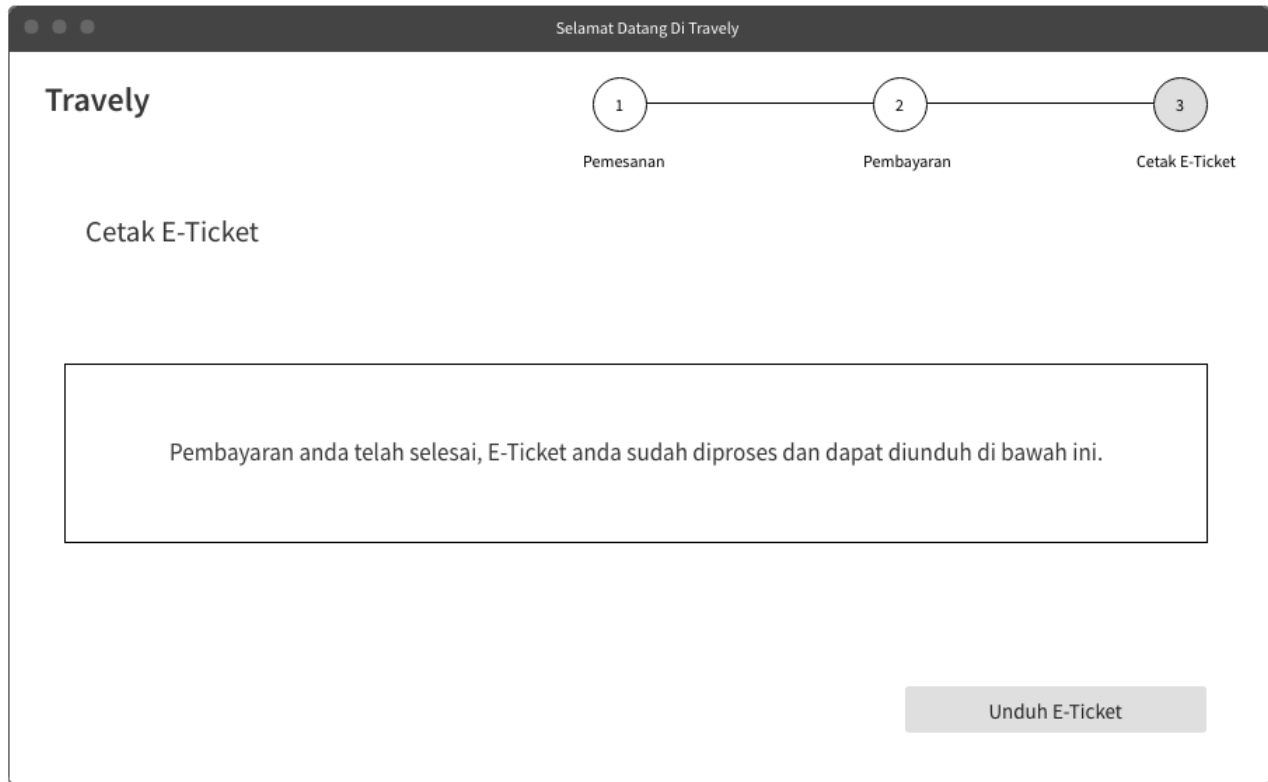 Selamat Datang Di Travely
Travely
1
2
3
Pemesanan
Pembayaran
Cetak E-Ticket
Cetak E-Ticket
Pembayaran anda telah selesai, E-Ticket anda sudah diproses dan dapat diunduh di bawah ini.
Unduh E-Ticket